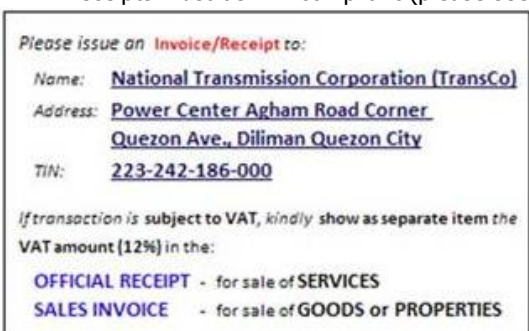 Please issue an Invoice/Receipt to:
Name: National Transmission Corporation (TransCo)
Address: Power Center Agham Road Corner
Quezon Ave., Diliman Quezon City
TIN: 223-242-186-000
If transaction is subject to VAT, kindly show as separate item the
VAT amount (12%) in the:
OFFICIAL RECEIPT - for sale of SERVICES
SALES INVOICE - for sale of GOODS or PROPERTIES